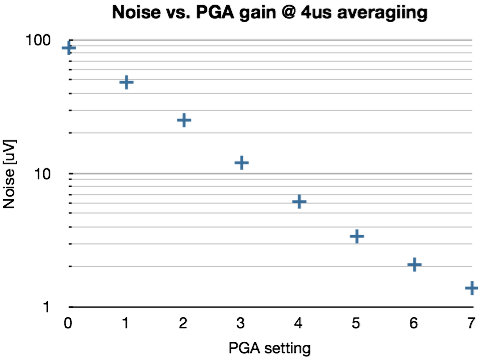 Noise vs. PGA gain @ 4us averagiing
100
10
1
Noise [uV]
0 1 2 3 4 5 6 7
PGA setting